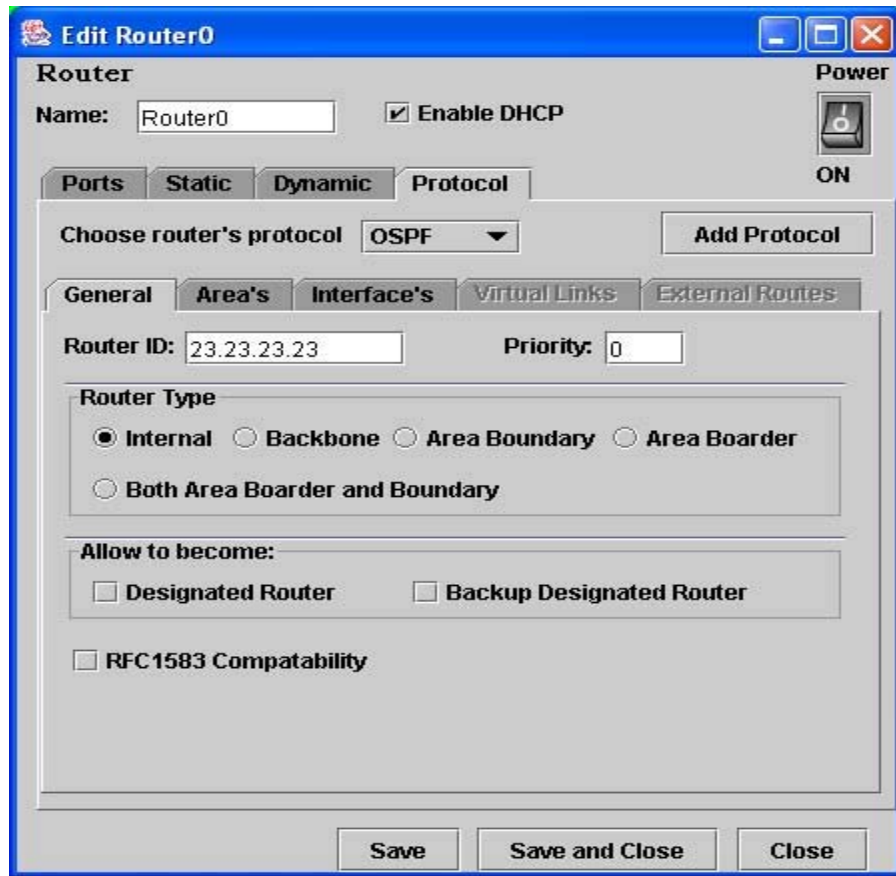 Edit Router0
Router
Power
Name: Router0 Enable DHCP
ON
Ports Static Dynamic Protocol
Choose router's protocol OSPF Add Protocol
General Area's Interface's Virtual Links External Routes
Router ID: 23.23.23.23 Priority: 0
Router Type
Internal Backbone Area Boundary Area Boarder
Both Area Boarder and Boundary
Allow to become:
Designated Router Backup Designated Router
RFC1583 Compatability
Save Save and Close Close